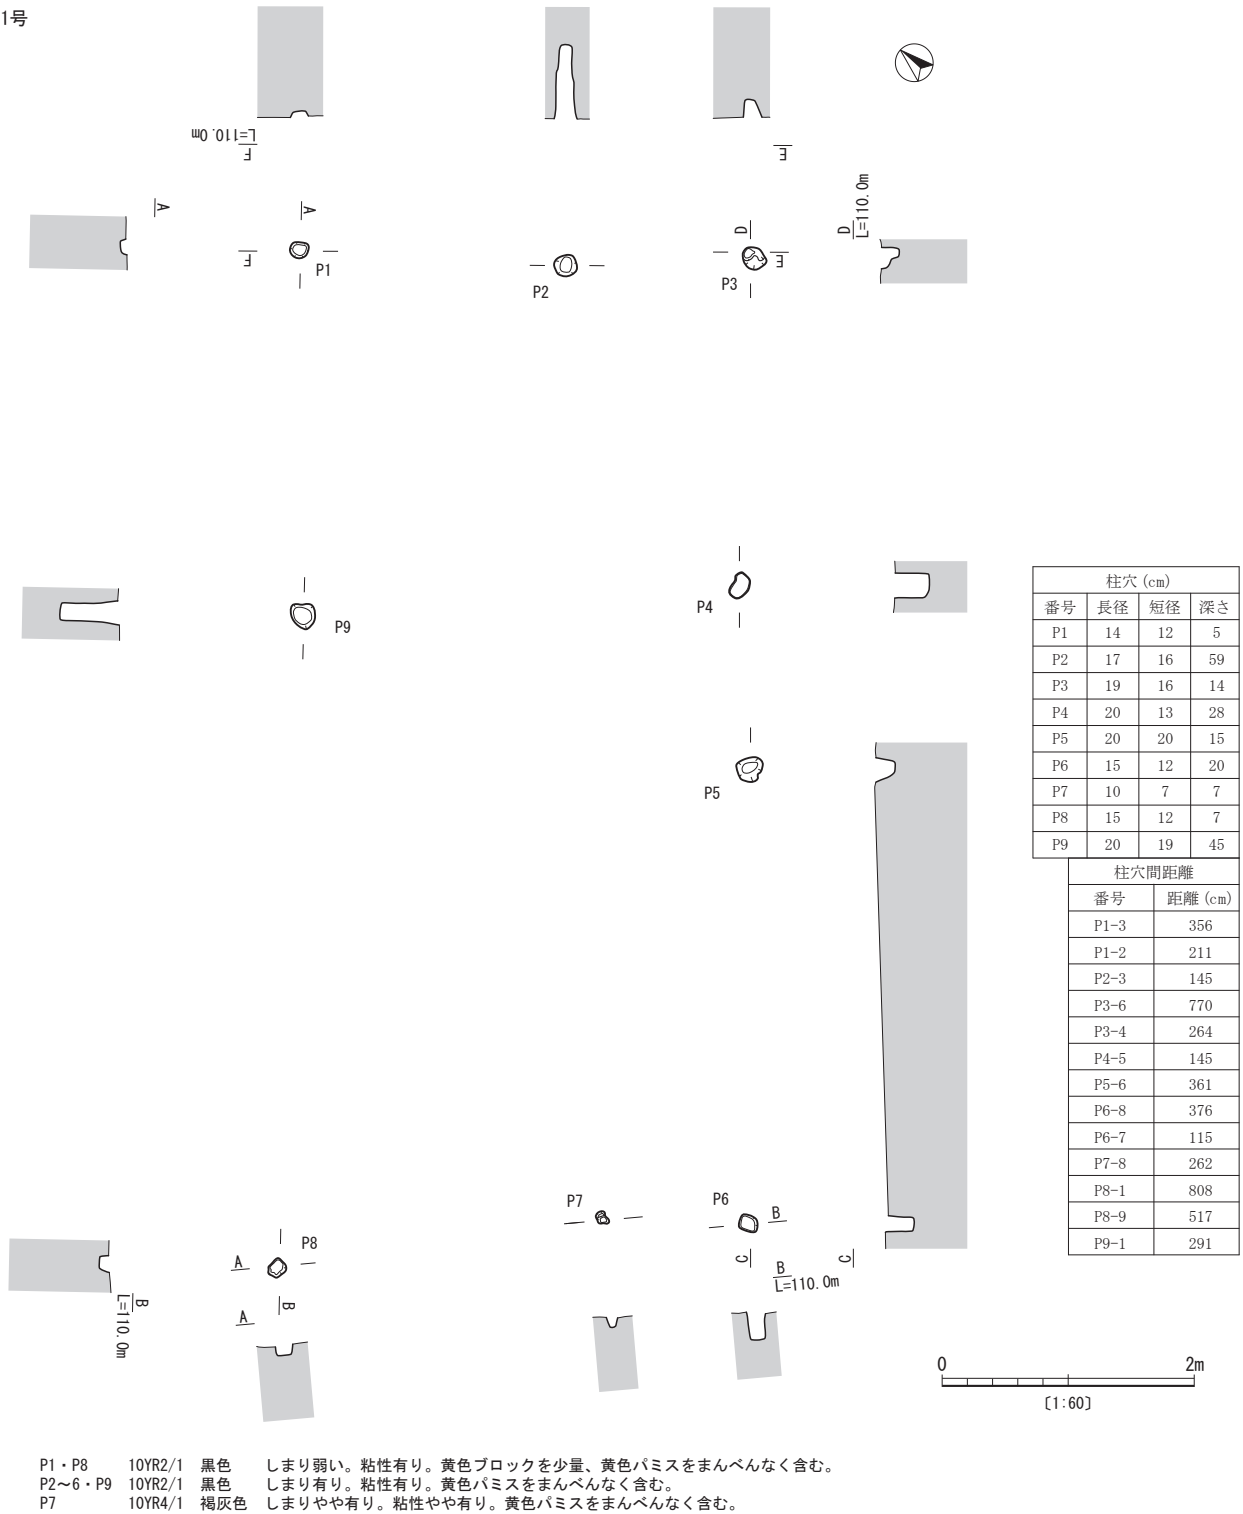 1号
L=110.0m
F
E
A
A
D
D
L=110.0m
F
P1
P2
P3
E
P4
P9
P5
柱穴 (cm)
番号 長径 短径 深さ
P1 14 12 5
P2 17 16 59
P3 19 16 14
P4 20 13 28
P5 20 20 15
P6 15 12 20
P7 10 7 7
P8 15 12 7
P9 20 19 45
柱穴間距離
番号 距離 (cm)
P1-3 356
P1-2 211
P2-3 145
P3-6 770
P3-4 264
P4-5 145
P5-6 361
P6-8 376
P6-7 115
P7-8 262
P8-1 808
P8-9 517
P9-1 291
P7
P6
B
P8
A
C
C
B
L=110.0m
B
L=110.0m
A
B
0 2m
〔1:60〕
P1・P8 10YR2/1 黒色 しまり弱い。粘性有り。黄色ブロックを少量、黄色パミスをまんべんなく含む。
P2～6・P9 10YR2/1 黒色 しまり有り。粘性有り。黄色パミスをまんべんなく含む。
P7 10YR4/1 褐灰色 しまりやや有り。粘性やや有り。黄色パミスをまんべんなく含む。